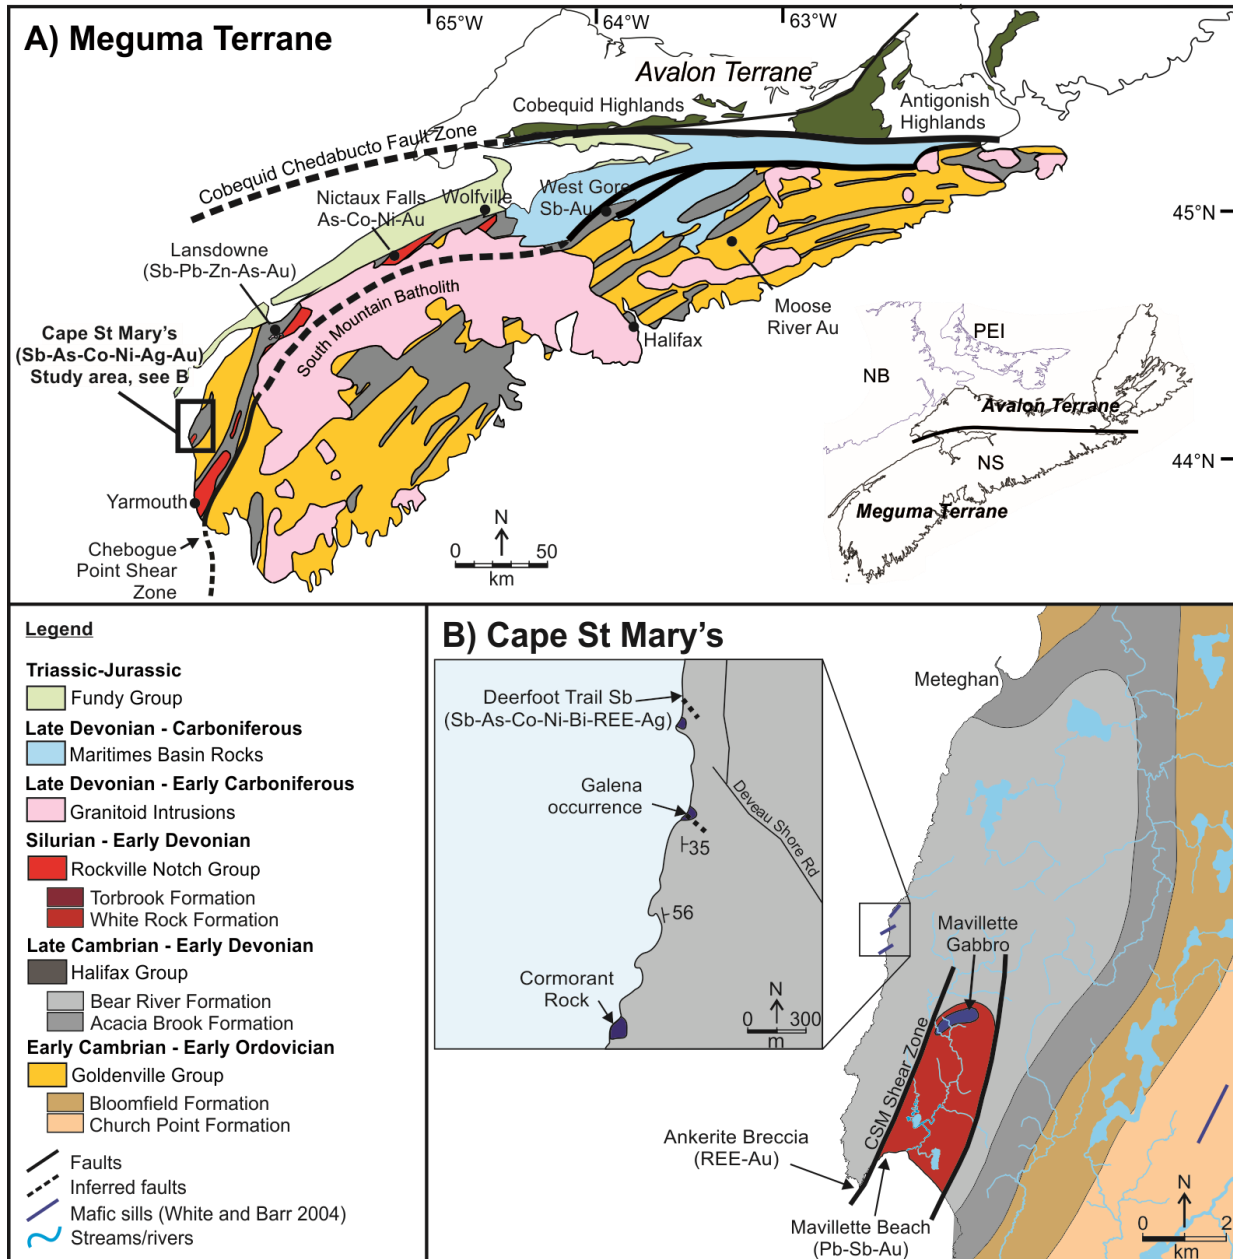 A) Meguma Terrane
65°W
64°W
63°W
Avalon Terrane
Cobequid Highlands
Antigonish
Highlands
Cobequid Chedabucto Fault Zone
Nictaux Falls
As-Co-Ni-Au
Wolfville
West Gore
Sb-Au
45°N
Lansdowne
(Sb-Pb-Zn-As-Au)
South Mountain Batholith
Moose
River Au
Halifax
Cape St Mary's
(Sb-As-Co-Ni-Ag-Au)
Study area, see B
PEI
NB
Avalon Terrane
NS
44°N
Meguma Terrane
Yarmouth
Chebogue
Point Shear
Zone
N
0 50
km
Legend
Triassic-Jurassic
Fundy Group
Late Devonian - Carboniferous
Maritimes Basin Rocks
Late Devonian - Early Carboniferous
Granitoid Intrusions
Silurian - Early Devonian
Rockville Notch Group
Torbrook Formation
White Rock Formation
Late Cambrian - Early Devonian
Halifax Group
Bear River Formation
Acacia Brook Formation
Early Cambrian - Early Ordovician
Goldenville Group
Bloomfield Formation
Church Point Formation
Faults
Inferred faults
Mafic sills (White and Barr 2004)
Streams/rivers
B) Cape St Mary's
Deerfoot Trail Sb
(Sb-As-Co-Ni-Bi-REE-Ag)
Galena
occurrence
Deveau Shore Rd
35
56
Cormorant
Rock
N
0 300
m
Meteghan
Mavillette
Gabbro
CSM Shear Zone
Ankerite Breccia
(REE-Au)
Mavillette Beach
(Pb-Sb-Au)
N
0 2
km